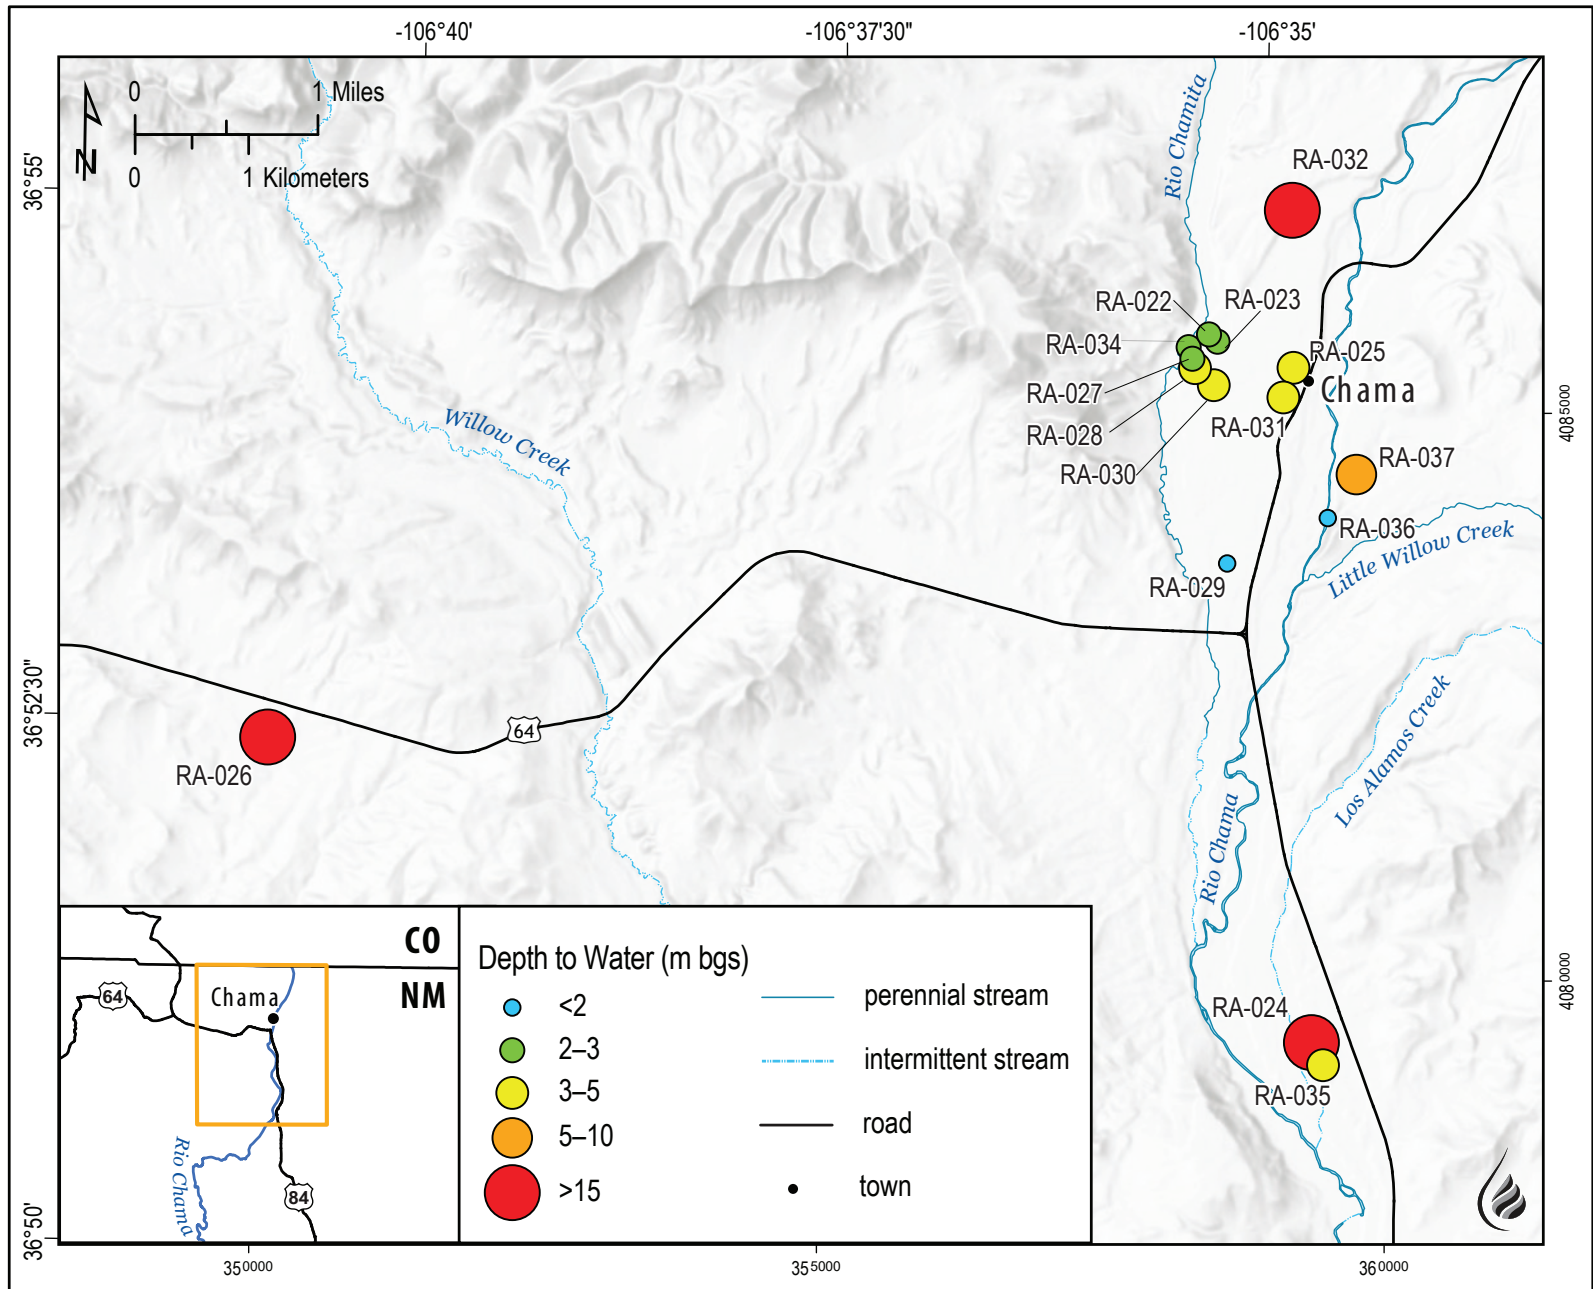 -106°40'
-106°37'30"
-106°35'
0
1 Miles
0
1 Kilometers
N
36°55'
36°52'30"
36°50'
Rio Chamita
RA-032
RA-022
RA-023
RA-034
RA-025
RA-027
Chama
RA-028
RA-031
RA-030
RA-037
RA-036
Willow Creek
Little Willow Creek
RA-029
64
RA-026
Los Alamos Creek
Rio Chama
RA-024
RA-035
4085000
4080000
CO
NM
64
Chama
Rio Chama
84
Depth to Water (m bgs)
<2
2–3
3–5
5–10
>15
perennial stream
intermittent stream
road
town
350000
355000
360000